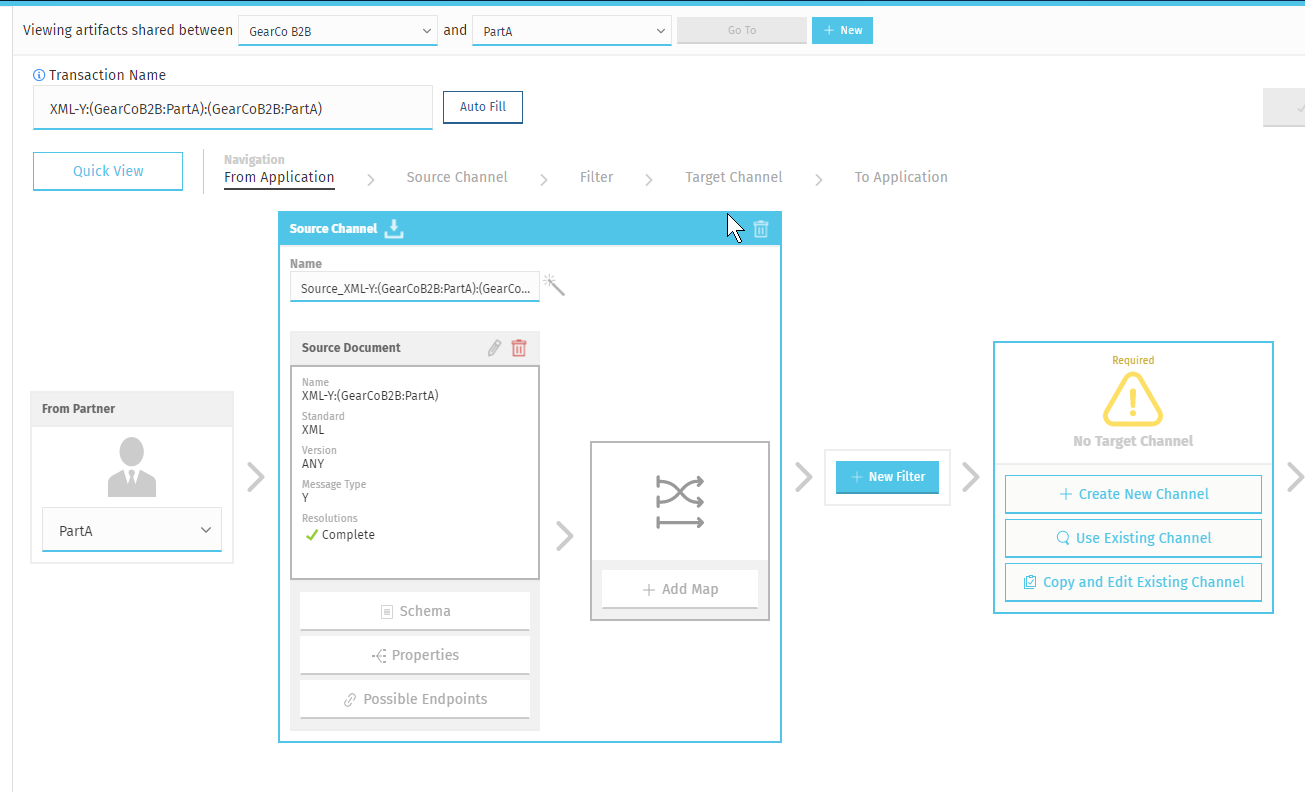 Viewing artifacts shared between GearCo B2B and PartA Go To + New
Transaction Name
XML-Y:(GearCoB2B:PartA):(GearCoB2B:PartA) Auto Fill
Quick View
Navigation
From Application Source Channel Filter Target Channel To Application
Source Channel
Name
Source_XML-Y:(GearCoB2B:PartA):(GearCo...
Source Document
Name
XML-Y:(GearCoB2B:PartA)
Standard
XML
Version
ANY
Message Type
Y
Resolutions
Complete
Schema
Properties
Possible Endpoints
From Partner
PartA
+ Add Map
+ New Filter
Required
No Target Channel
+ Create New Channel
Use Existing Channel
Copy and Edit Existing Channel